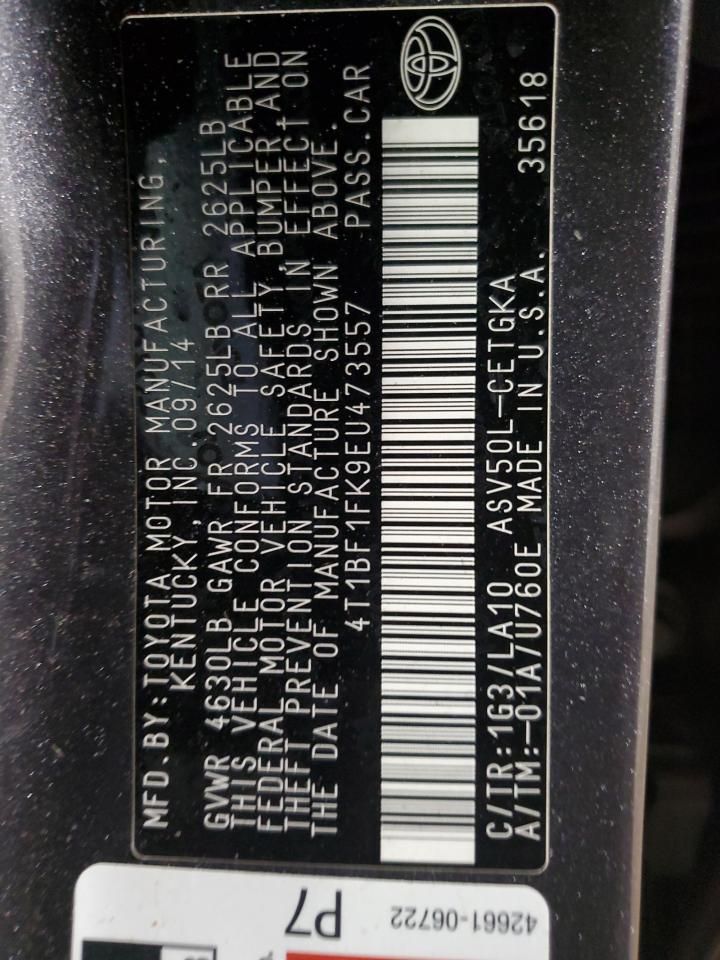 MFD.BY:TOYOTA MOTOR MANUFACTURING,
KENTUCKY, INC. 09/14
GVWR 4630LB GAWR FR 2625LB RR 2625LB
THIS VEHICLE CONFORMS TO ALL APPLICABLE
FEDERAL MOTOR VEHICLE SAFETY, BUMPER, AND
THEFT PREVENTION STANDARDS IN EFFECT ON
THE DATE OF MANUFACTURE SHOWN ABOVE.
4T1BF1FK9EU473557 PASS.CAR
C/TR:1G3/LA10 ASV50L-CETGKA
A/TM:-01A/U760E MADE IN U.S.A. 35618
P7
42661-06722